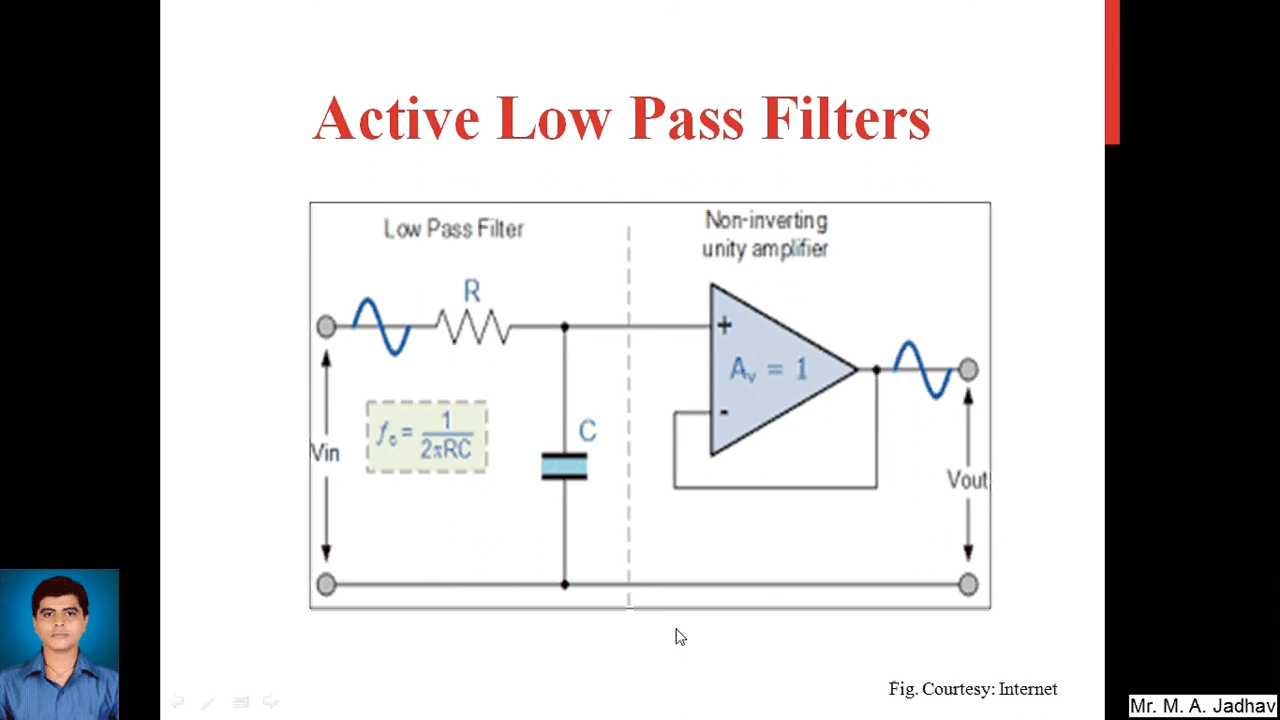 Active Low Pass Filters
Low Pass Filter
Non-inverting
unity amplifier
R
+
Av = 1
-
fc = 1
2πRC
C
Vin
Vout
Fig. Courtesy: Internet
Mr. M. A. Jadhav